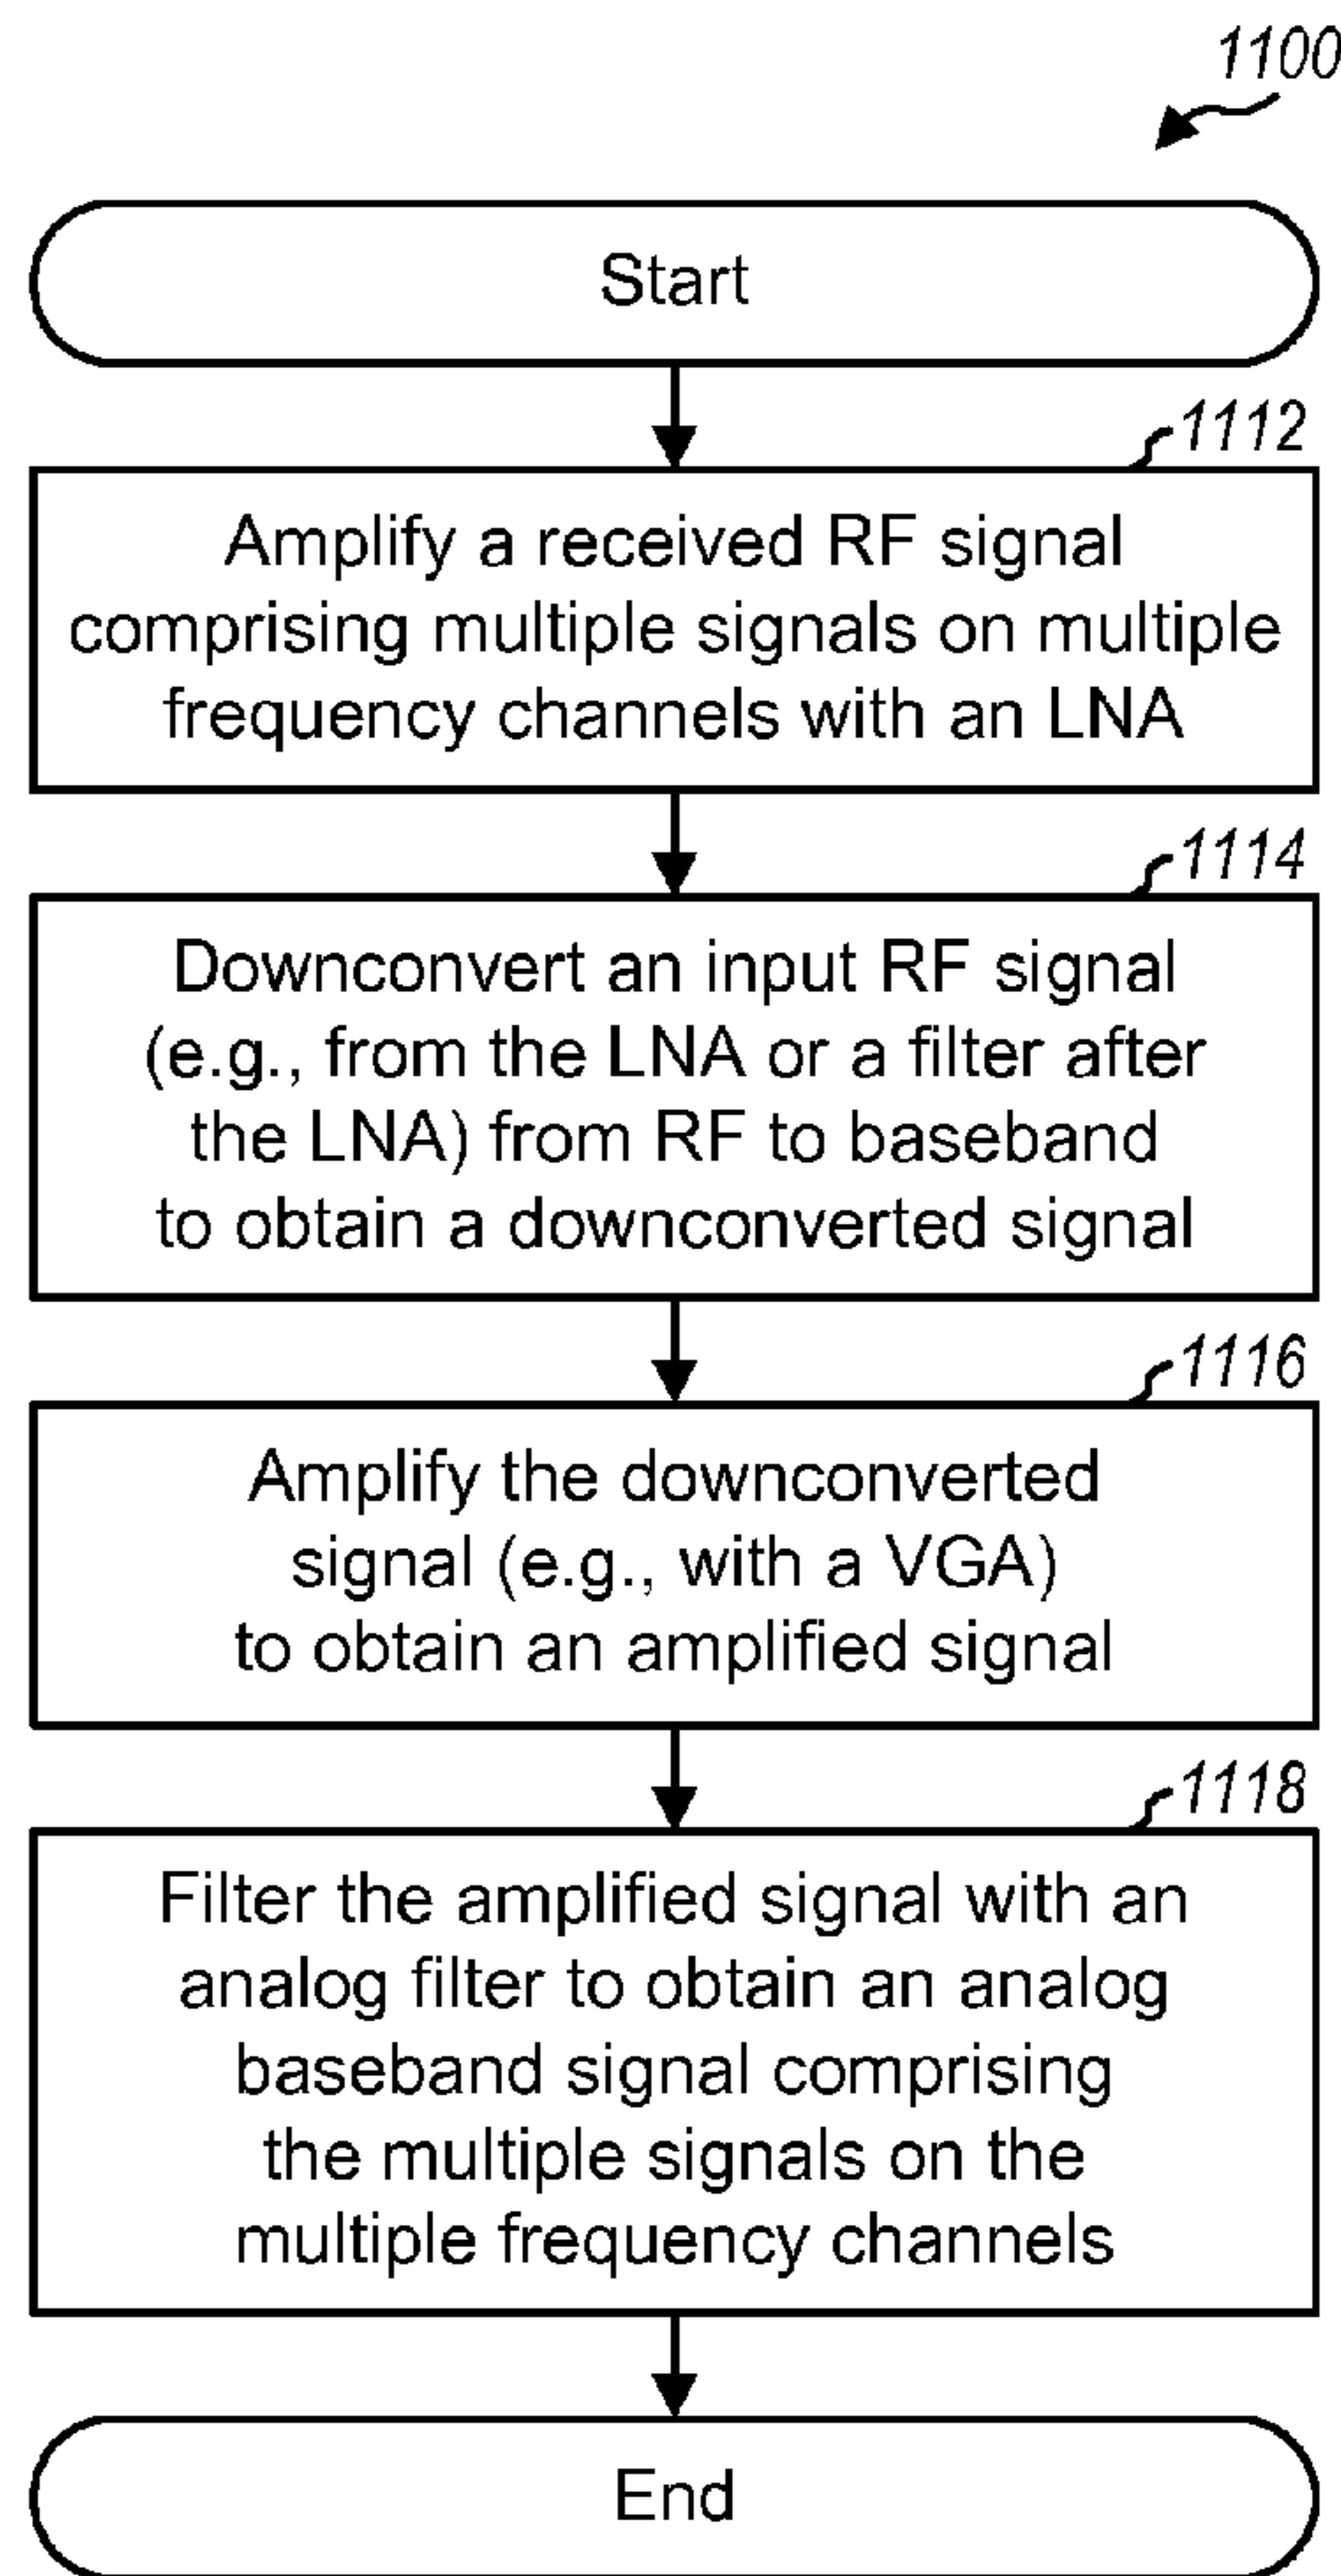 1100
Start
1112
Amplify a received RF signal
comprising multiple signals on multiple
frequency channels with an LNA
1114
Downconvert an input RF signal
(e.g., from the LNA or a filter after
the LNA) from RF to baseband
to obtain a downconverted signal
1116
Amplify the downconverted
signal (e.g., with a VGA)
to obtain an amplified signal
1118
Filter the amplified signal with an
analog filter to obtain an analog
baseband signal comprising
the multiple signals on the
multiple frequency channels
End